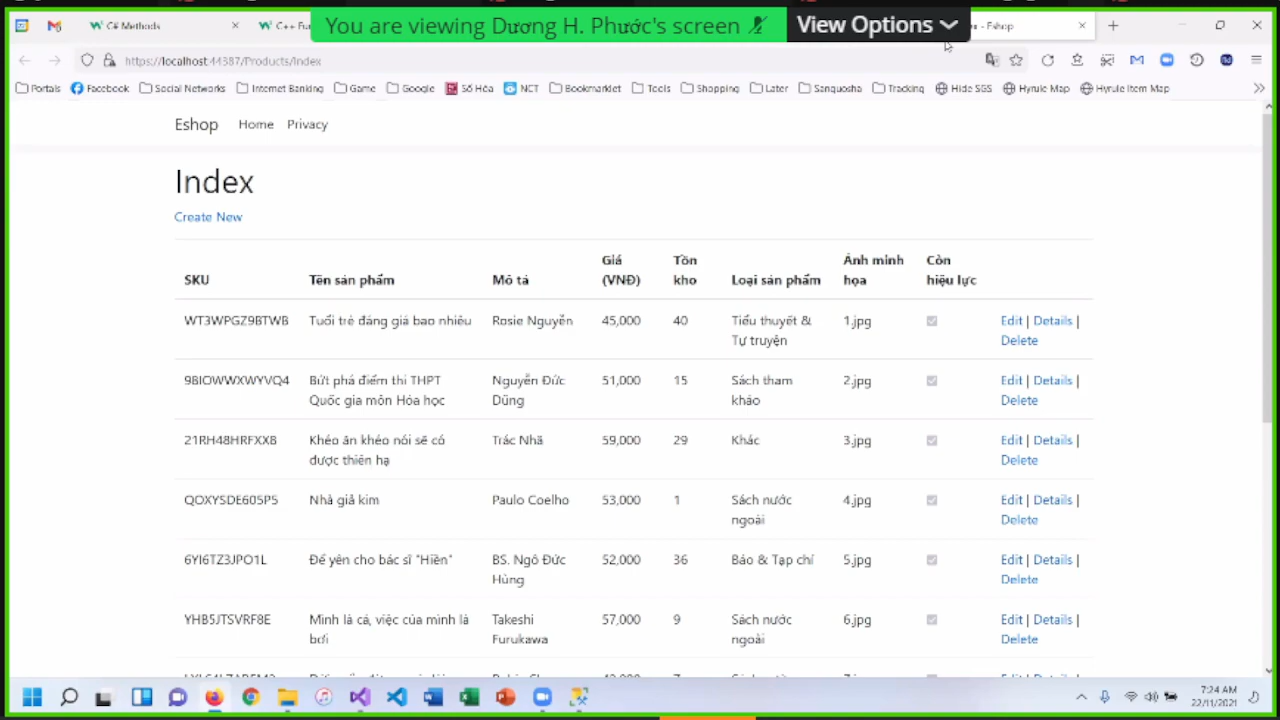 You are viewing Dương H. Phước's screen
View Options
C# Methods
C++ Fu
- Eshop
https://localhost:44387/Products/Index
Portals Facebook Social Networks Internet Banking Game Google Số Hóa NCT Bookmarklet Tools Shopping Later Sanguosha Tracking Hide SGS Hyrule Map Hyrule Item Map
Eshop Home Privacy
Index
Create New
SKU Tên sản phẩm Mô tả Giá (VNĐ) Tồn kho Loại sản phẩm Ảnh minh họa Còn hiệu lực
WT3WPGZ9BTWB Tuổi trẻ đáng giá bao nhiêu Rosie Nguyễn 45,000 40 Tiểu thuyết & 1.jpg Edit | Details |
Tự truyện Delete
98IOWWXWYVQ4 Bứt phá điểm thi THPT Nguyễn Đức 51,000 15 Sách tham 2.jpg Edit | Details |
Quốc gia môn Hóa học Dũng khảo Delete
21RH48HRFXXB Khéo ăn khéo nói sẽ có Trác Nhã 59,000 29 Khác 3.jpg Edit | Details |
được thiên hạ Delete
QOXYSDE605P5 Nhà giả kim Paulo Coelho 53,000 1 Sách nước 4.jpg Edit | Details |
ngoài Delete
6YI6TZ3JPO1L Để yên cho bác sĩ "Hiền" BS. Ngô Đức 52,000 36 Báo & Tạp chí 5.jpg Edit | Details |
Hùng Delete
YHB5JTSVRF8E Mình là cá, việc của mình là Takeshi 57,000 9 Sách nước 6.jpg Edit | Details |
bơi Furukawa ngoài Delete
7:24 AM
22/11/2021